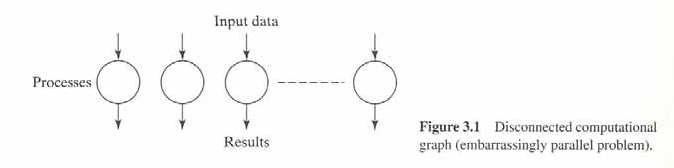 Input data
Processes
Results
Figure 3.1 Disconnected computational
graph (embarrassingly parallel problem).